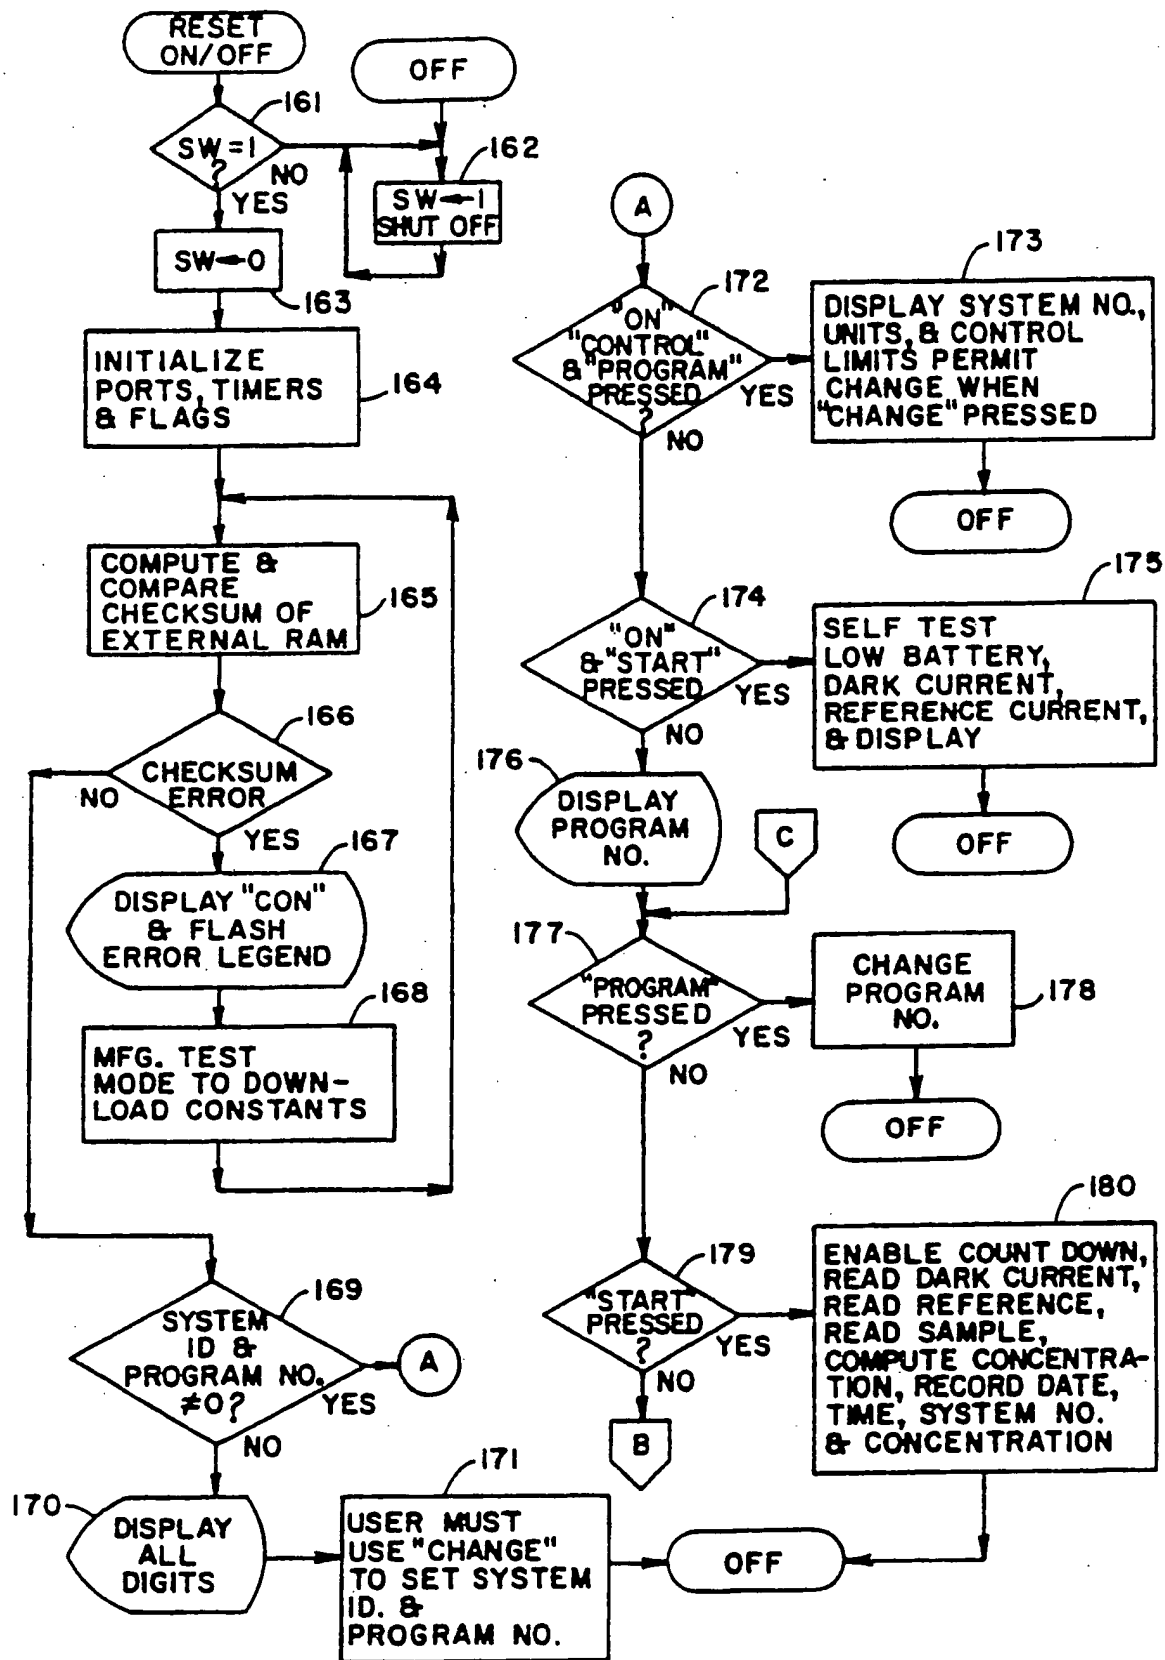 RESET
ON/OFF
161
SW=1
?
NO
YES
OFF
162
SW←1
SHUT OFF
SW←0
163
INITIALIZE
PORTS, TIMERS
& FLAGS
164
COMPUTE &
COMPARE
CHECKSUM OF
EXTERNAL RAM
165
166
CHECKSUM
ERROR
NO
YES
167
DISPLAY "CON"
& FLASH
ERROR LEGEND
168
MFG. TEST
MODE TO DOWN-
LOAD CONSTANTS
169
SYSTEM
ID &
PROGRAM NO.
≠0?
YES
A
NO
170
DISPLAY
ALL
DIGITS
171
USER MUST
USE "CHANGE"
TO SET SYSTEM
ID. &
PROGRAM NO.
OFF
A
172
"ON"
"CONTROL"
& "PROGRAM"
PRESSED
?
YES
NO
173
DISPLAY SYSTEM NO.,
UNITS, & CONTROL
LIMITS PERMIT
CHANGE WHEN
"CHANGE" PRESSED
OFF
174
"ON"
& "START"
PRESSED
YES
NO
175
SELF TEST
LOW BATTERY,
DARK CURRENT,
REFERENCE CURRENT,
& DISPLAY
OFF
176
DISPLAY
PROGRAM
NO.
C
177
"PROGRAM"
PRESSED
?
YES
NO
CHANGE
PROGRAM
NO.
178
OFF
179
"START"
PRESSED
?
YES
NO
B
180
ENABLE COUNT DOWN,
READ DARK CURRENT,
READ REFERENCE,
READ SAMPLE,
COMPUTE CONCENTRA-
TION, RECORD DATE,
TIME, SYSTEM NO.
& CONCENTRATION